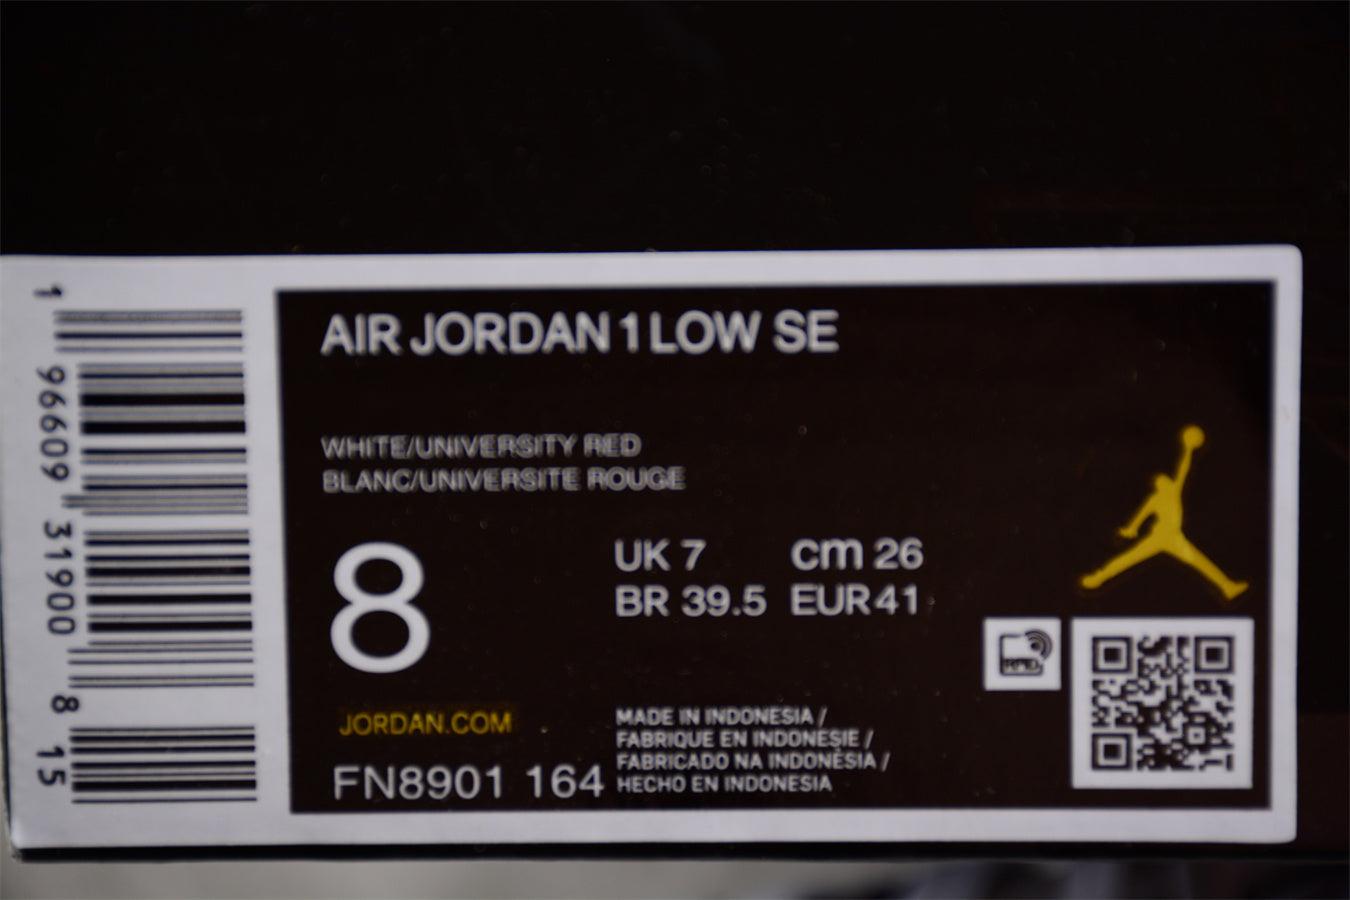 1 96609 31900 8 15
AIR JORDAN 1 LOW SE
WHITE/UNIVERSITY RED
BLANC/UNIVERSITE ROUGE
8
UK 7 cm 26
BR 39.5 EUR 41
RFID
JORDAN.COM
FN8901 164
MADE IN INDONESIA /
FABRIQUE EN INDONESIE /
FABRICADO NA INDONÉSIA /
HECHO EN INDONESIA